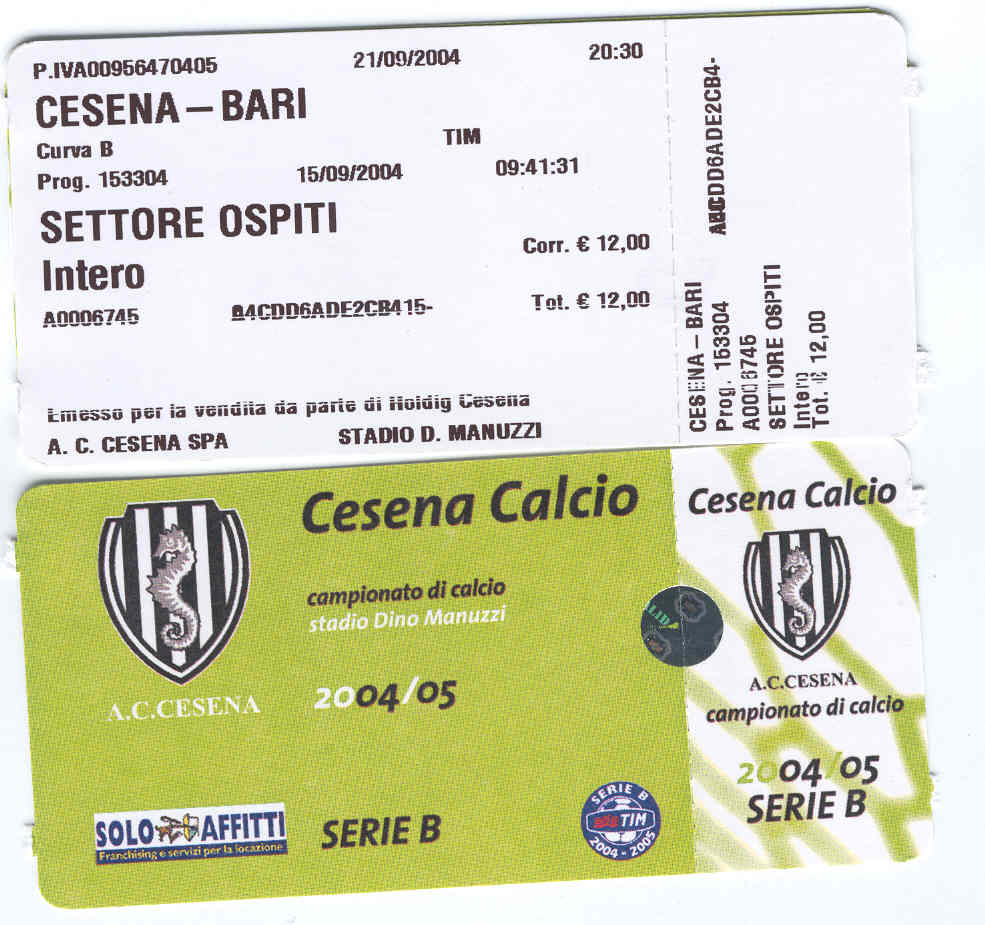 P.IVA00956470405 21/09/2004 20:30
CESENA – BARI
Curva B TIM
Prog. 153304 15/09/2004 09:41:31
SETTORE OSPITI
Corr. € 12,00
Intero
A0006745 04CDD6ADE2CB415- Tot. € 12,00
Emesso per la vendita da parte di Holdig Cesena
A. C. CESENA SPA STADIO D. MANUZZI
CESENA – BARI
Prog. 153304
A0006745
SETTORE OSPITI
Intero
Tot. € 12,00
Cesena Calcio
campionato di calcio
stadio Dino Manuzzi
2004/05
A.C.CESENA
SOLO AFFITTI
Franchising e servizi per la locazione
SERIE B
SERIE B
TIM
2004 - 2005
Cesena Calcio
A.C.CESENA
campionato di calcio
2004/05
SERIE B